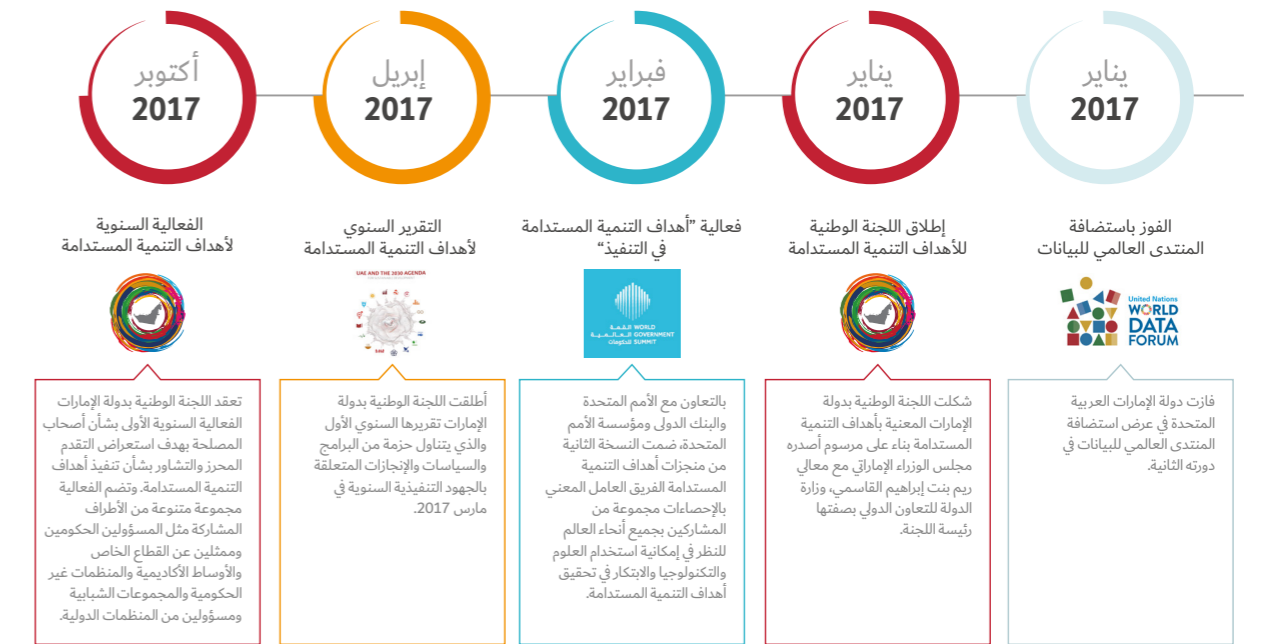 يناير
2017
الفوز باستضافة
المنتدى العالمي للبيانات
United Nations
WORLD
DATA
FORUM
فازت دولة الإمارات العربية
المتحدة في عرض استضافة
المنتدى العالمي للبيانات في
دورته الثانية.
يناير
2017
إطلاق اللجنة الوطنية
للأهداف التنمية المستدامة
شكلت اللجنة الوطنية بدولة
الإمارات المعنية بأهداف التنمية
المستدامة بناء على مرسوم أصدره
مجلس الوزراء الإماراتي مع معالي
ريم بنت إبراهيم القاسمي، وزارة
الدولة للتعاون الدولي بصفتها
رئيسة اللجنة.
فبراير
2017
فعالية ”أهداف التنمية المستدامة
في التنفيذ“
القمة WORLD
العالمية GOVERNMENT
للحكومات SUMMIT
بالتعاون مع الأمم المتحدة
والبنك الدولى ومؤسسة الأمم
المتحدة، ضمت النسخة الثانية
من منجزات أهداف التنمية
المستدامة الفريق العامل المعني
بالإحصاءات مجموعة من
المشاركين بجميع أنحاء العالم
للنظر في إمكانية استخدام العلوم
والتكنولوجيا والابتكار في تحقيق
أهداف التنمية المستدامة.
إبريل
2017
التقرير السنوي
لأهداف التنمية المستدامة
UAE AND THE 2030 AGENDA
أطلقت اللجنة الوطنية بدولة
الإمارات تقريرها السنوي الأول
والذي يتناول حزمة من البرامج
والسياسات والإنجازات المتعلقة
بالجهود التنفيذية السنوية في
مارس 2017.
أكتوبر
2017
الفعالية السنوية
لأهداف التنمية المستدامة
تعقد اللجنة الوطنية بدولة الإمارات
الفعالية السنوية الأولى بشأن أصحاب
المصلحة بهدف استعراض التقدم
المحرز والتشاور بشأن تنفيذ أهداف
التنمية المستدامة. وتضم الفعالية
مجموعة متنوعة من الأطراف
المشاركة مثل المسؤولين الحكومين
وممثلين عن القطاع الخاص
والأوساط الأكاديمية والمنظمات غير
الحكومية والمجموعات الشبابية
ومسؤولين من المنظمات الدولية.